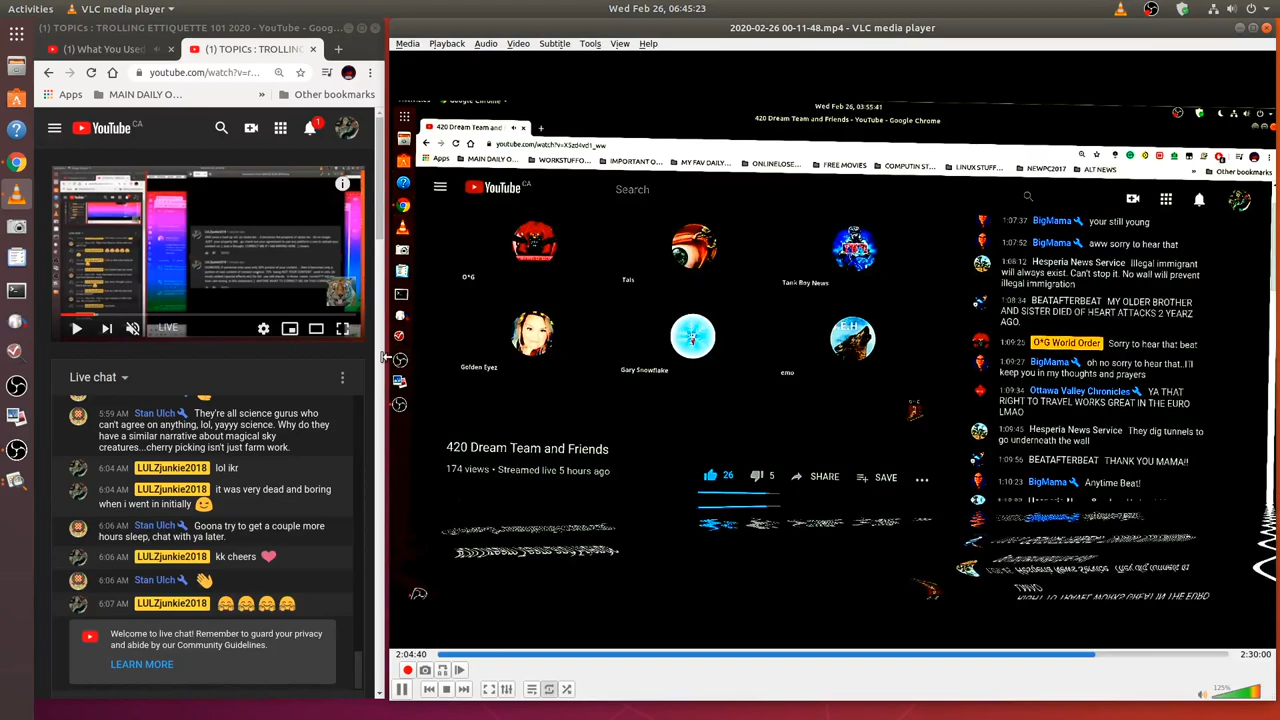 Activities
VLC media player
Wed Feb 26, 06:45:23
(1) TOPICS : TROLLING ETTIQUETTE 101 2020 - YouTube - Goog...
(1) What You Used
(1) TOPICS : TROLLING
youtube.com/watch?v=r...
Apps
MAIN DAILY O...
»
Other bookmarks
YouTube CA
1
LIVE
Live chat
5:59 AM Stan Ulch They're all science gurus who
can't agree on anything, lol, yayyy science. Why do they
have a similar narrative about magical sky
creatures...cherry picking isn't just farm work.
6:04 AM LULZjunkie2018 lol ikr
6:04 AM LULZjunkie2018 it was very dead and boring
when i went in initially 😉
6:06 AM Stan Ulch Goona try to get a couple more
hours sleep, chat with ya later.
6:06 AM LULZjunkie2018 kk cheers ❤
6:06 AM Stan Ulch 👋
6:07 AM LULZjunkie2018 🤗🤗🤗🤗
Welcome to live chat! Remember to guard your privacy
and abide by our Community Guidelines.
LEARN MORE
2020-02-26 00-11-48.mp4 - VLC media player
Media Playback Audio Video Subtitle Tools View Help
Wed Feb 26, 03:55:41
420 Dream Team and Friends - YouTube - Google Chrome
420 Dream Team and
youtube.com/watch?v=X5zd4vd1_ww
Apps MAIN DAILY O... WORKSTUFFO... IMPORTANT O... MY FAV DAILY... ONLINELOSE... FREE MOVIES COMPUTIN ST... LINUX STUFF... NEWPC2017 ALT NEWS » Other bookmarks
YouTube CA
Search
O*G
Tals
Tank Boy News
Golden Eyez
Gary Snowflake
E.H
emo
420 Dream Team and Friends
174 views • Streamed live 5 hours ago
26
5
SHARE
SAVE
1:07:37 BigMama your still young
1:07:52 BigMama aww sorry to hear that
1:08:12 Hesperia News Service Illegal immigrant
will always exist. Can't stop it. No wall will prevent
illegal immigration
1:08:34 BEATAFTERBEAT MY OLDER BROTHER
AND SISTER DIED OF HEART ATTACKS 2 YEARZ
AGO.
1:09:25 O*G World Order Sorry to hear that beat
1:09:27 BigMama oh no sorry to hear that..I'll
keep you in my thoughts and prayers
1:09:34 Ottawa Valley Chronicles YA THAT
RIGHT TO TRAVEL WORKS GREAT IN THE EURO
LMAO
1:09:45 Hesperia News Service They dig tunnels to
go underneath the wall
1:09:56 BEATAFTERBEAT THANK YOU MAMA!!
1:10:23 BigMama Anytime Beat!
2:04:40
2:30:00
125%